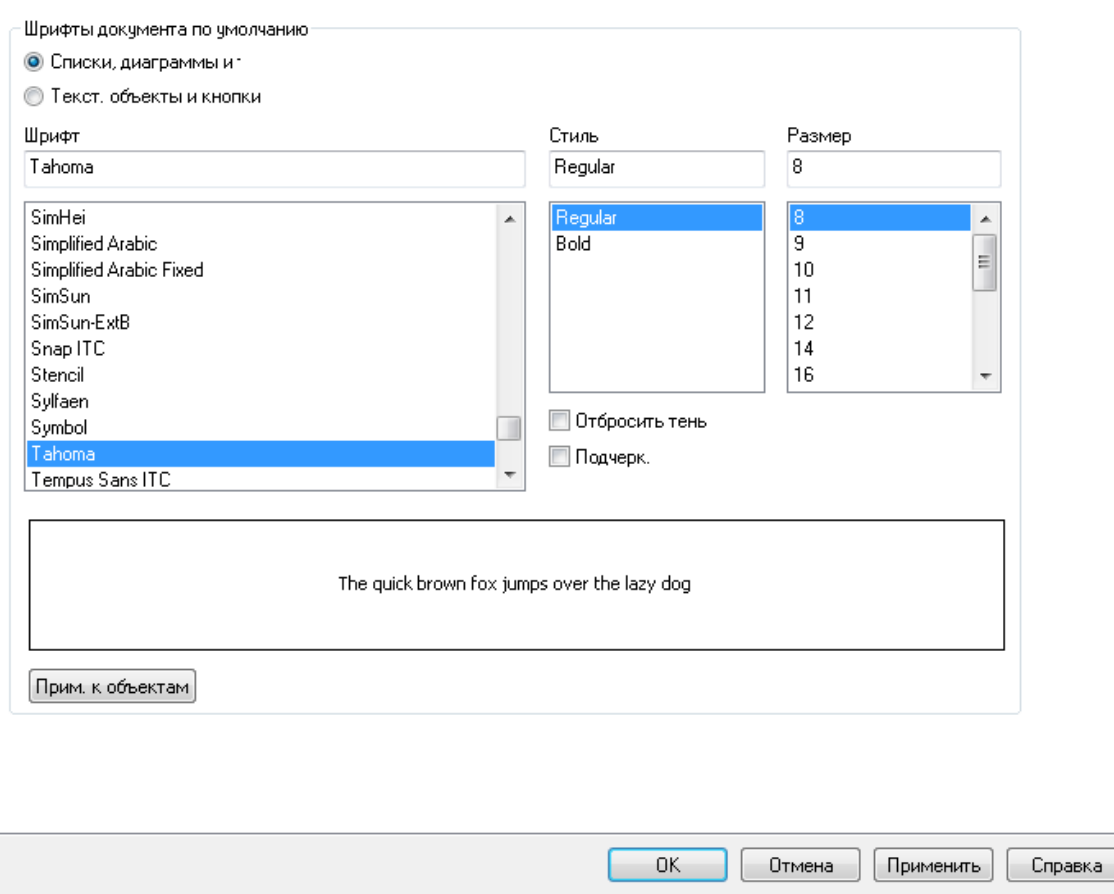 Шрифты документа по умолчанию
Списки, диаграммы и
Текст. объекты и кнопки
Шрифт Стиль Размер
Tahoma Regular 8
SimHei
Simplified Arabic
Simplified Arabic Fixed
SimSun
SimSun-ExtB
Snap ITC
Stencil
Sylfaen
Symbol
Tahoma
Tempus Sans ITC
Regular
Bold
8
9
10
11
12
14
16
Отбросить тень
Подчерк.
The quick brown fox jumps over the lazy dog
Прим. к объектам
OK Отмена Применить Справка